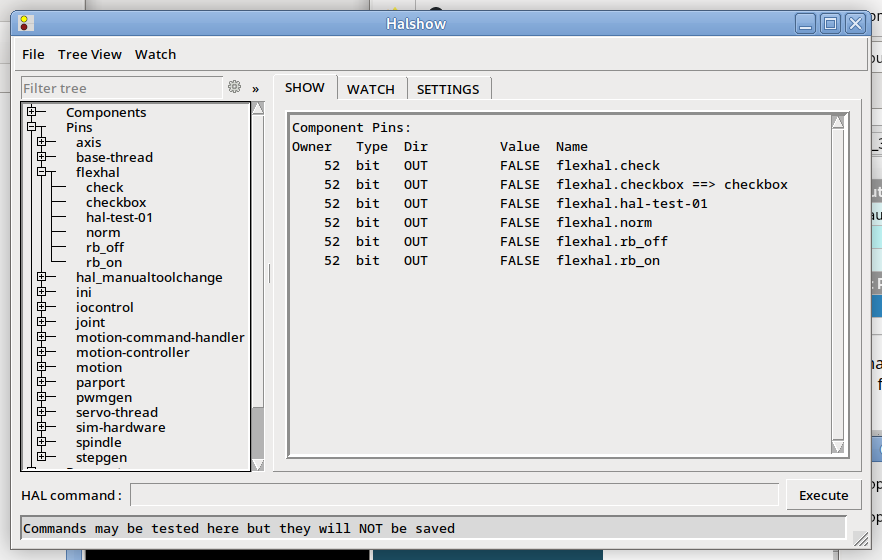 Halshow
File Tree View Watch
Filter tree »
SHOW WATCH SETTINGS
Components
Pins
axis
base-thread
flexhal
check
checkbox
hal-test-01
norm
rb_off
rb_on
hal_manualtoolchange
ini
iocontrol
joint
motion-command-handler
motion-controller
motion
parport
pwmgen
servo-thread
sim-hardware
spindle
stepgen
Component Pins:
Owner Type Dir Value Name
52 bit OUT FALSE flexhal.check
52 bit OUT FALSE flexhal.checkbox ==> checkbox
52 bit OUT FALSE flexhal.hal-test-01
52 bit OUT FALSE flexhal.norm
52 bit OUT FALSE flexhal.rb_off
52 bit OUT FALSE flexhal.rb_on
HAL command :
Execute
Commands may be tested here but they will NOT be saved